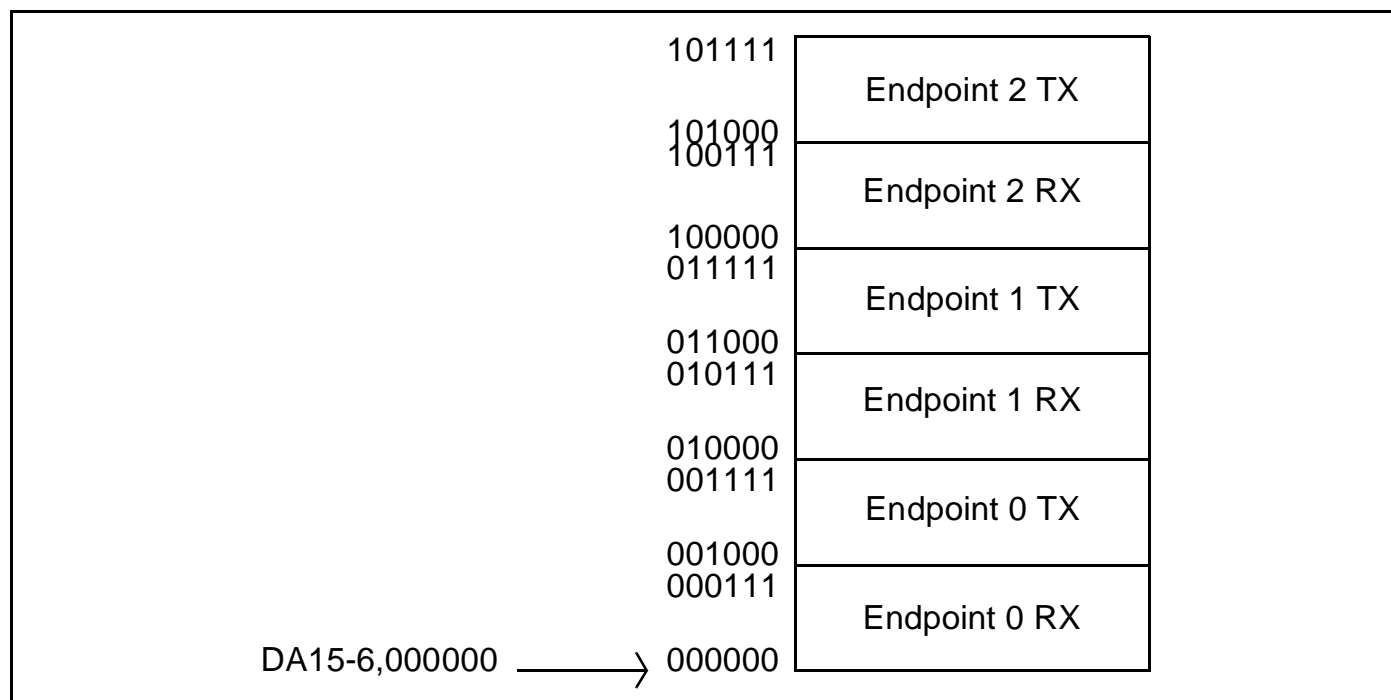 101111
Endpoint 2 TX
101000
100111
Endpoint 2 RX
100000
011111
Endpoint 1 TX
011000
010111
Endpoint 1 RX
010000
001111
Endpoint 0 TX
001000
000111
Endpoint 0 RX
DA15-6,000000 000000